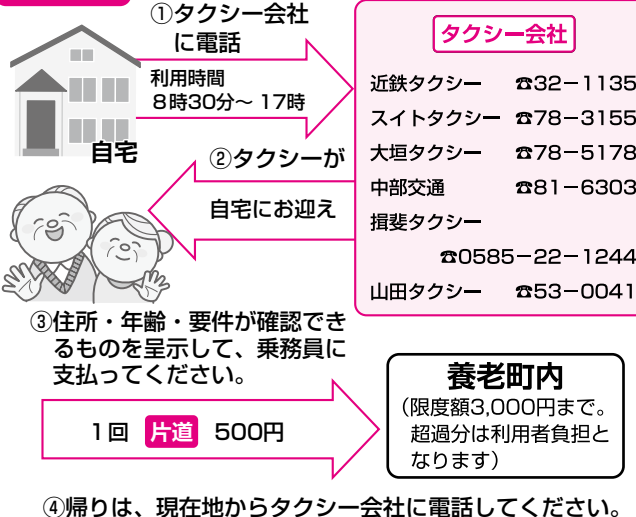 ①タクシー会社
に電話
利用時間
8時30分〜17時
自宅
②タクシーが
自宅にお迎え
タクシー会社
近鉄タクシー ☎32−1135
スイトタクシー ☎78−3155
大垣タクシー ☎78−5178
中部交通 ☎81−6303
揖斐タクシー
☎0585−22−1244
山田タクシー ☎53−0041
③住所・年齢・要件が確認でき
るものを呈示して、乗務員に
支払ってください。
1回 片道 500円
養老町内
（限度額3,000円まで。
超過分は利用者負担と
なります）
④帰りは、現在地からタクシー会社に電話してください。